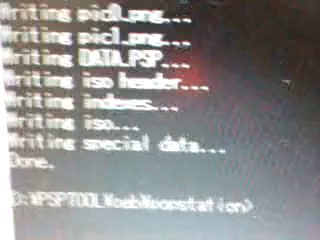 Writing pic0.png...
Writing pic1.png...
Writing DATA.PSP...
Writing iso header...
Writing indexes...
Writing iso...
Writing special data...
Done.